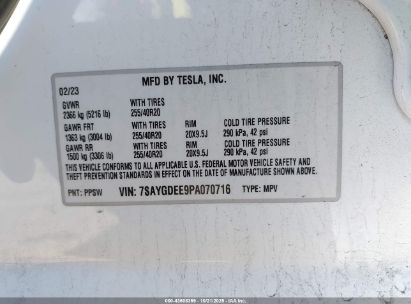 MFD BY TESLA, INC.
02/23
GVWR WITH TIRES
2366 kg (5216 lb) 255/40R20
GAWR FRT WITH TIRES RIM COLD TIRE PRESSURE
1363 kg (3004 lb) 255/40R20 20X9.5J 290 kPa, 42 psi
GAWR RR WITH TIRES RIM COLD TIRE PRESSURE
1500 kg (3306 lb) 255/40R20 20X9.5J 290 kPa, 42 psi
THIS VEHICLE CONFORMS TO ALL APPLICABLE U.S. FEDERAL MOTOR VEHICLE SAFETY AND
THEFT PREVENTION STANDARDS IN EFFECT ON THE DATE OF MANUFACTURE SHOWN ABOVE.
PNT: PPSW VIN: 7SAYGDEE9PA070716 TYPE: MPV